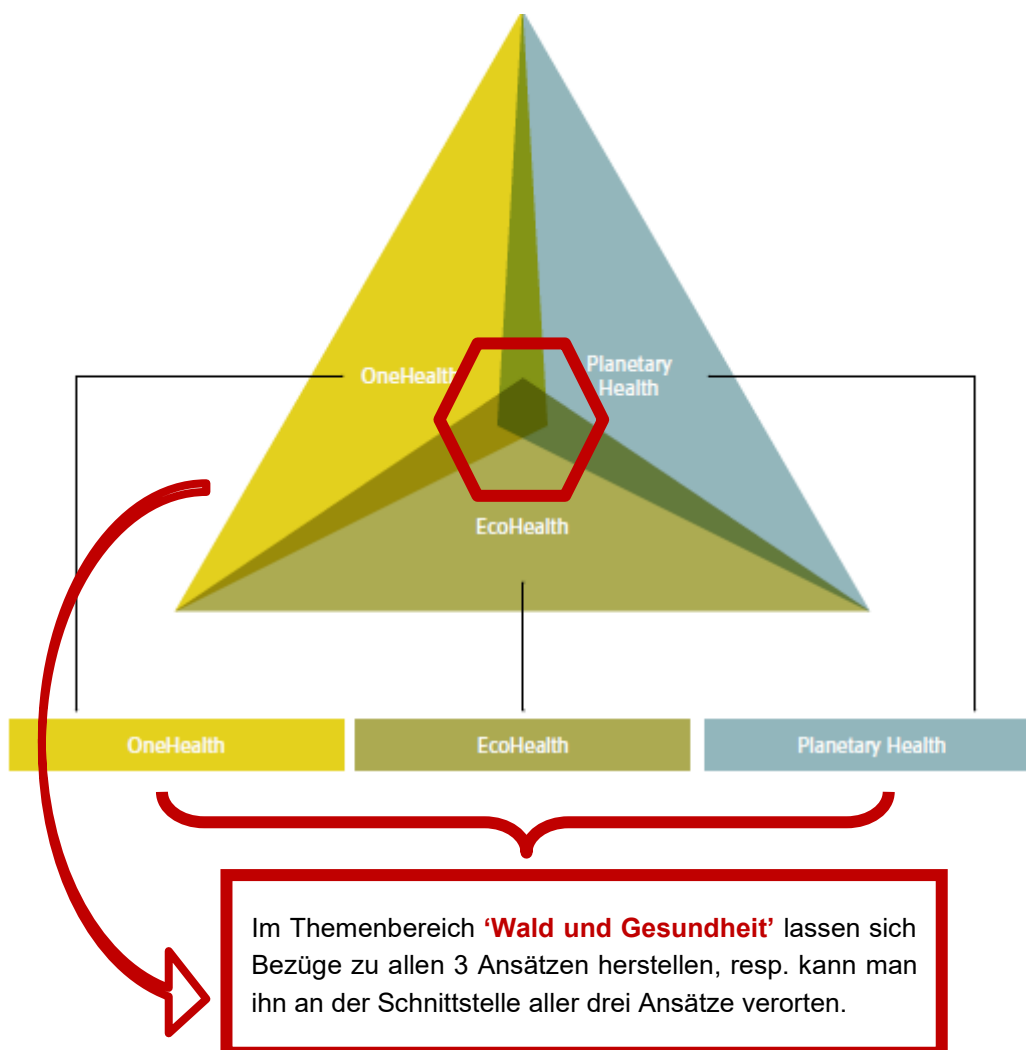 OneHealth
Planetary
Health
EcoHealth
OneHealth
EcoHealth
Planetary Health
Im Themenbereich ‘Wald und Gesundheit’ lassen sich
Bezüge zu allen 3 Ansätzen herstellen, resp. kann man
ihn an der Schnittstelle aller drei Ansätze verorten.